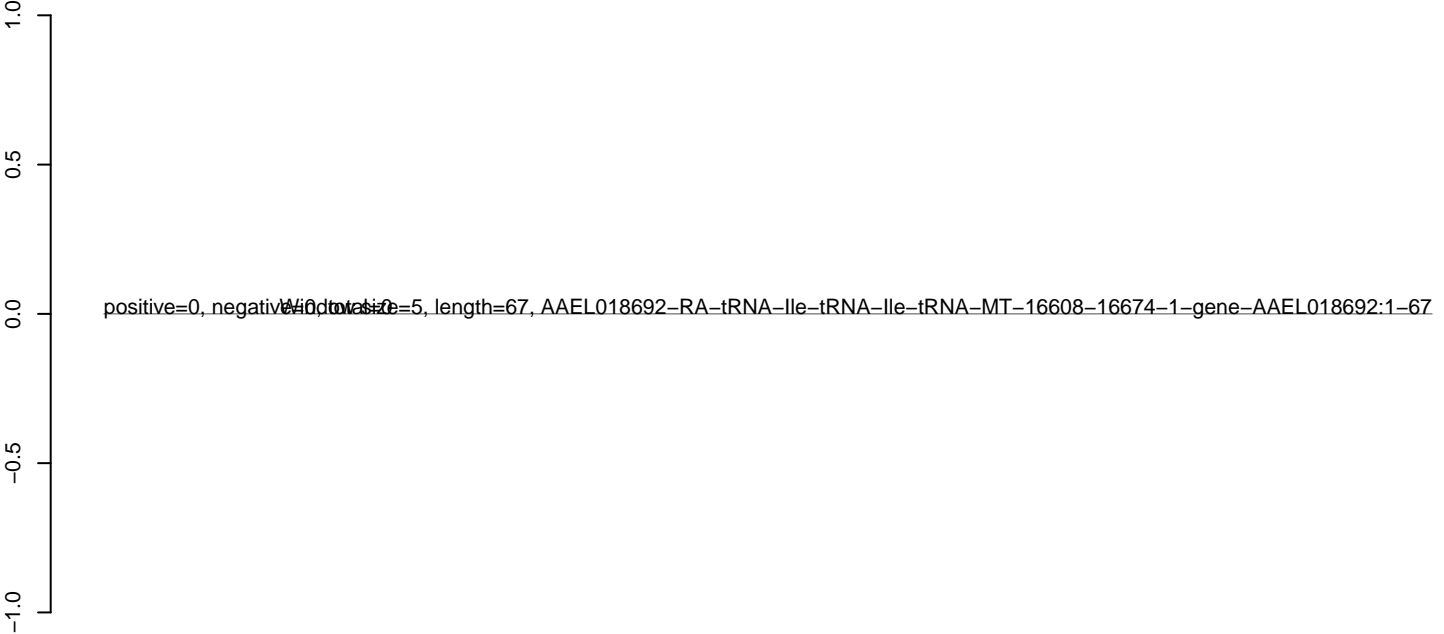 1.0
0.5
0.0
−0.5
−1.0
positive=0, negative=0, total=0
Window size=5, length=67, AAEL018692−RA−tRNA−Ile−tRNA−Ile−tRNA−MT−16608−16674−1−gene−AAEL018692:1−67